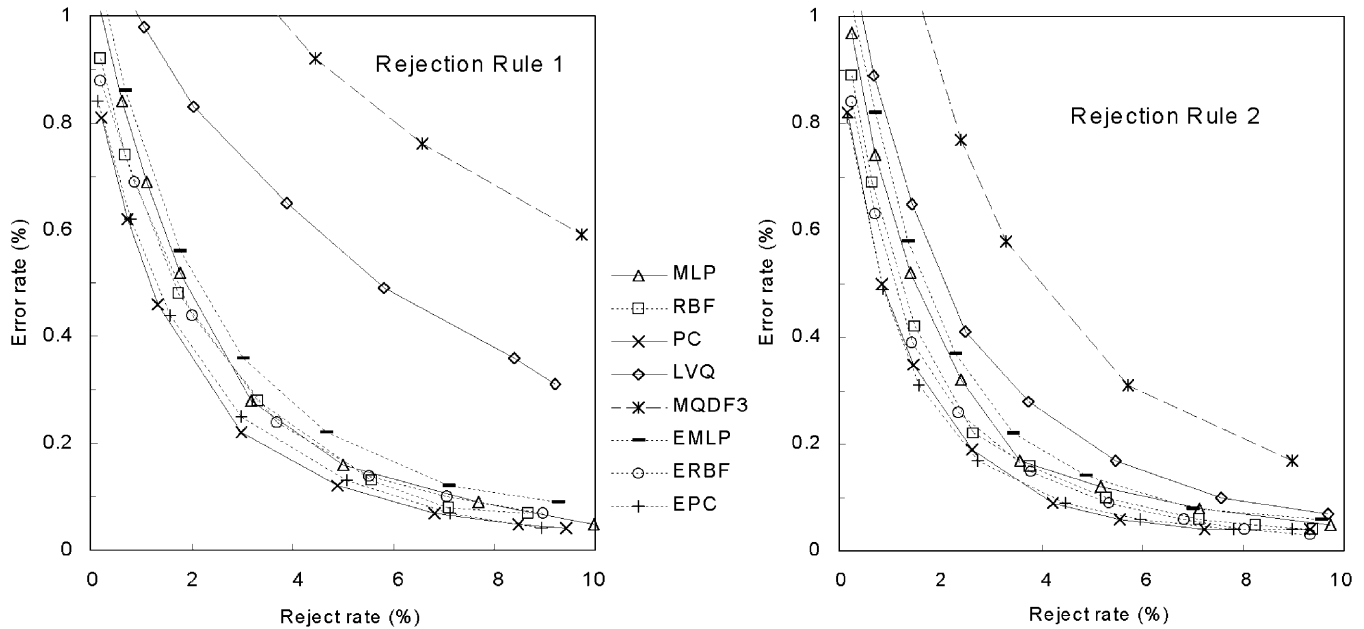 1
0.8
0.6
0.4
0.2
0
Error rate (%)
Rejection Rule 1
0 2 4 6 8 10
Reject rate (%)
MLP
RBF
PC
LVQ
MQDF3
EMLP
ERBF
EPC
1
0.8
0.6
0.4
0.2
0
Error rate (%)
Rejection Rule 2
0 2 4 6 8 10
Reject rate (%)